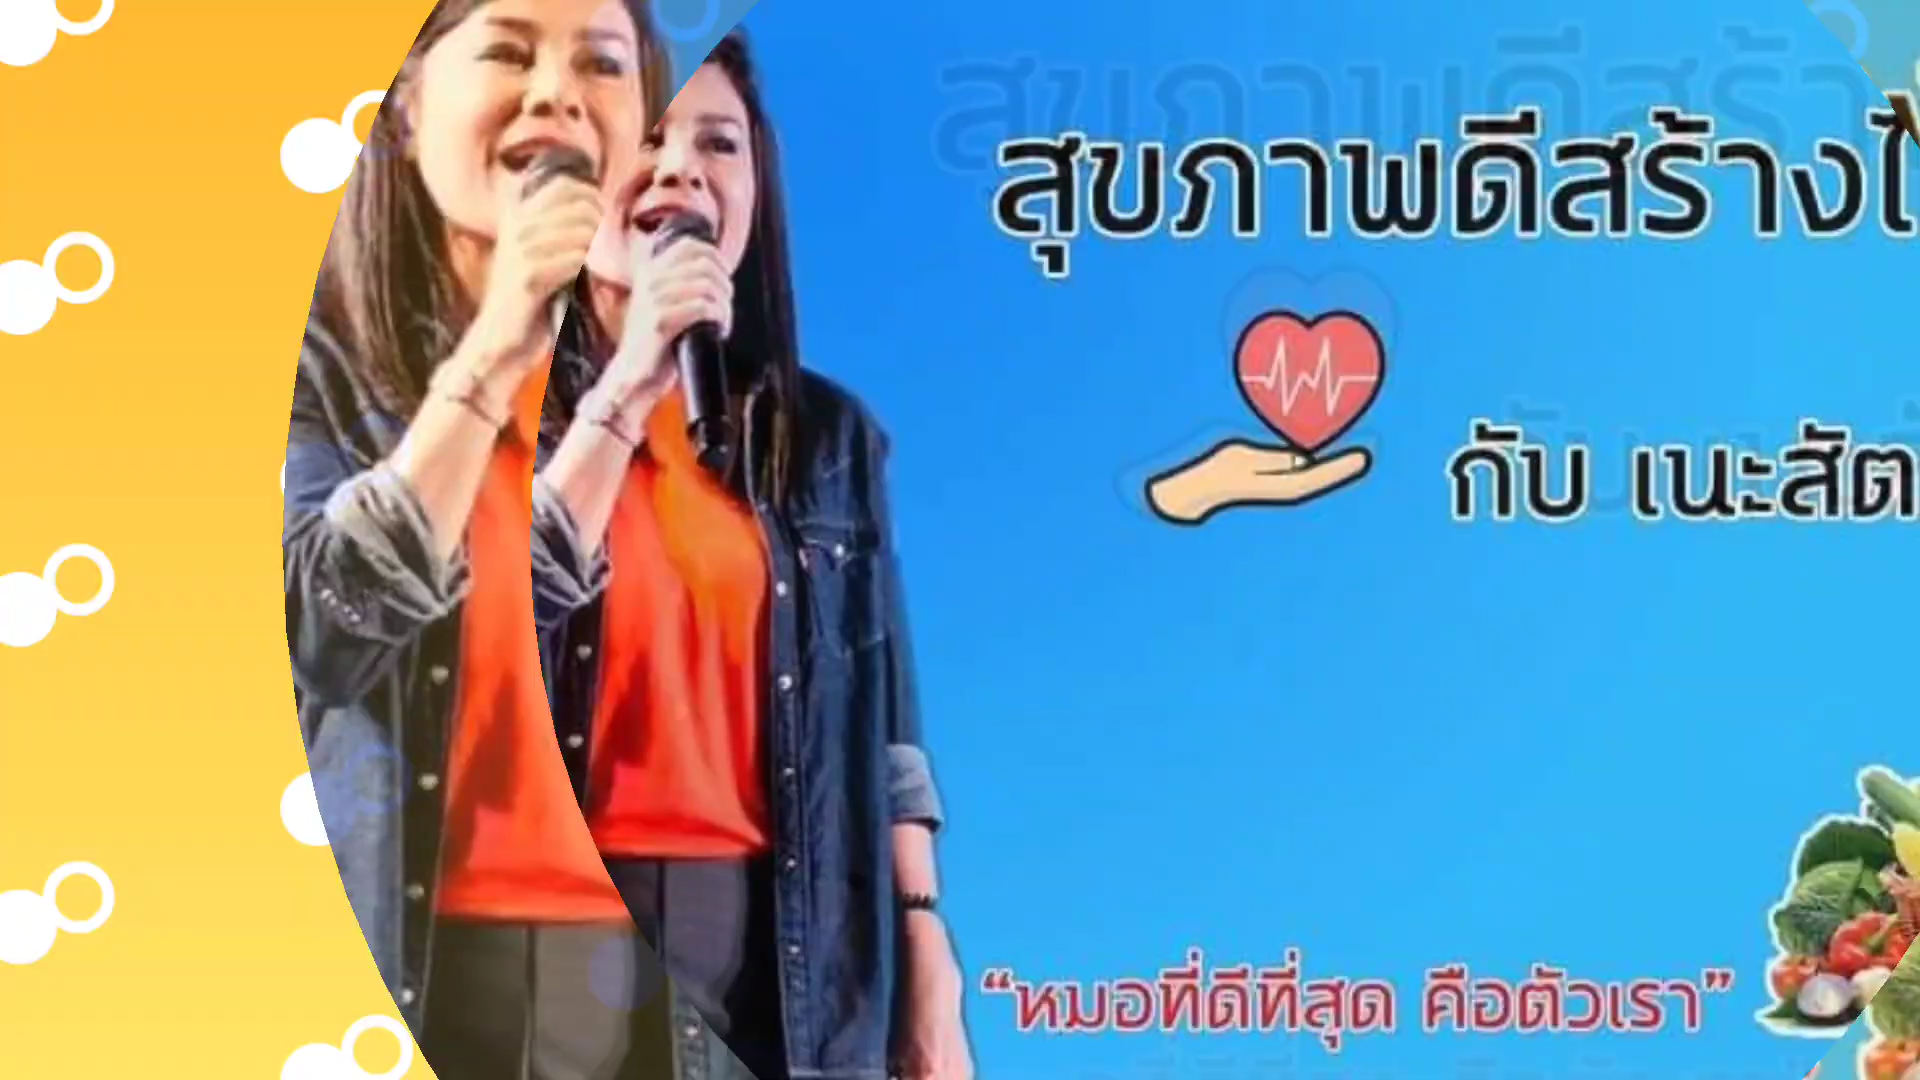 สุขภาพดีสร้างไ
กับ เนะสัต
“หมอที่ดีที่สุด คือตัวเรา”